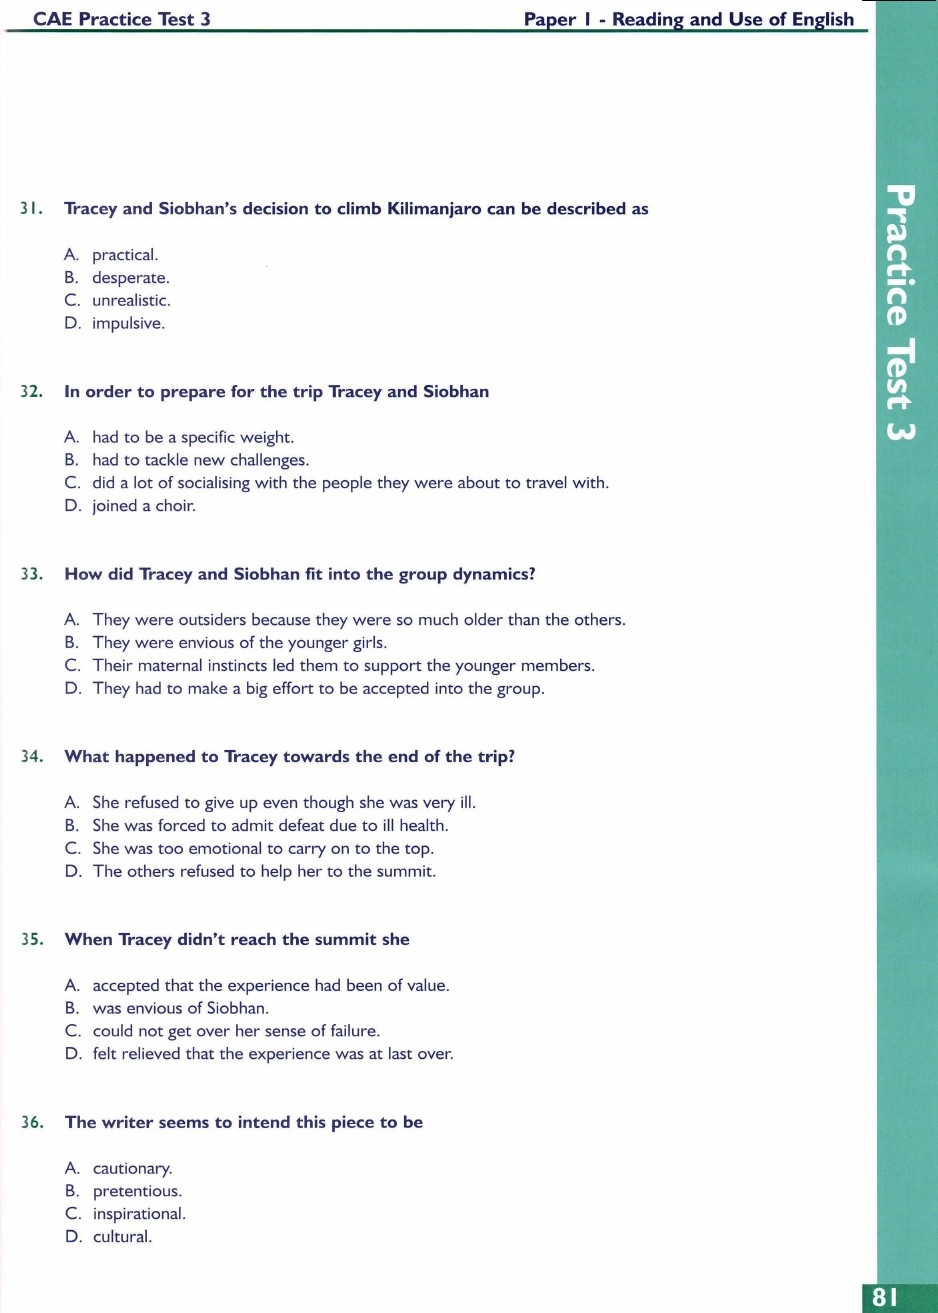 CAE Practice Test 3
Paper 1 - Reading and Use of English
31. Tracey and Siobhan's decision to climb Kilimanjaro can be described as
A. practical.
B. desperate.
C. unrealistic.
D. impulsive.
32. In order to prepare for the trip Tracey and Siobhan
A. had to be a specific weight.
B. had to tackle new challenges.
C. did a lot of socialising with the people they were about to travel with.
D. joined a choir.
33. How did Tracey and Siobhan fit into the group dynamics?
A. They were outsiders because they were so much older than the others.
B. They were envious of the younger girls.
C. Their maternal instincts led them to support the younger members.
D. They had to make a big effort to be accepted into the group.
34. What happened to Tracey towards the end of the trip?
A. She refused to give up even though she was very ill.
B. She was forced to admit defeat due to ill health.
C. She was too emotional to carry on to the top.
D. The others refused to help her to the summit.
35. When Tracey didn't reach the summit she
A. accepted that the experience had been of value.
B. was envious of Siobhan.
C. could not get over her sense of failure.
D. felt relieved that the experience was at last over.
36. The writer seems to intend this piece to be
A. cautionary.
B. pretentious.
C. inspirational.
D. cultural.
Practice Test 3
81